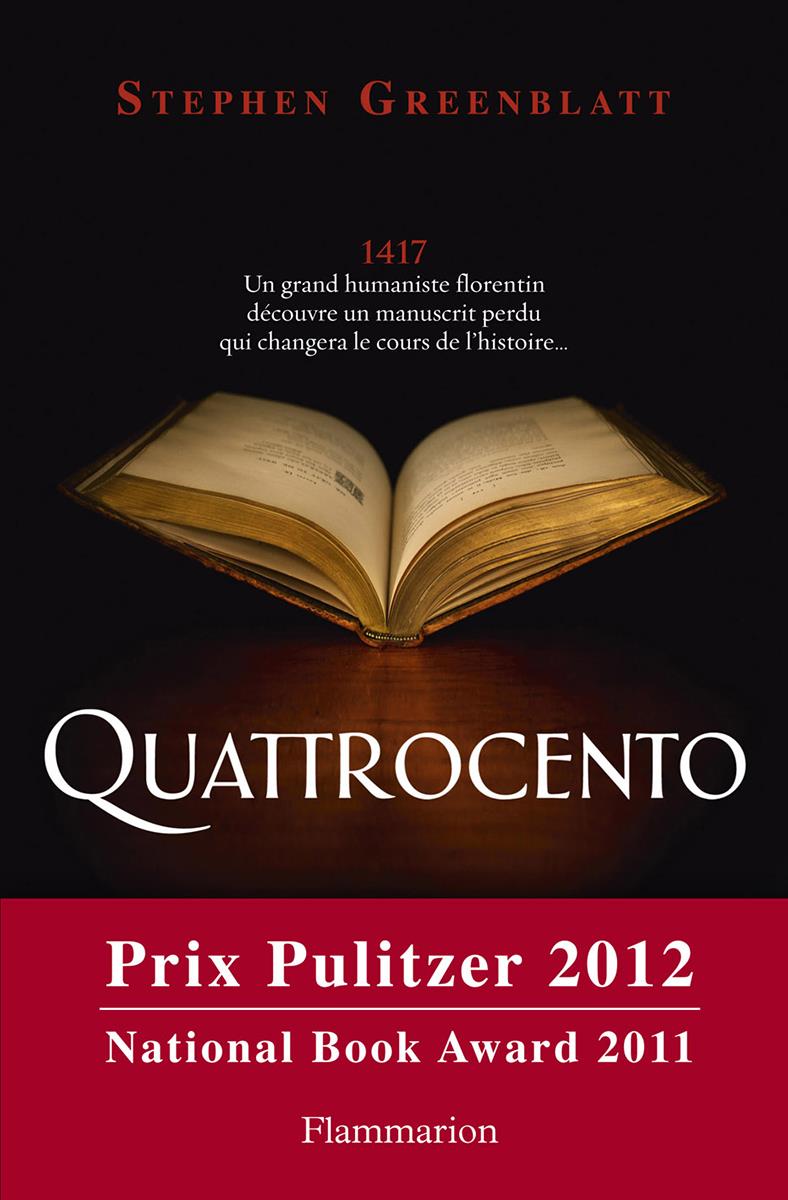 STEPHEN GREENBLATT
1417
Un grand humaniste florentin
découvre un manuscrit perdu
qui changera le cours de l'histoire...
QUATTROCENTO
Prix Pulitzer 2012
National Book Award 2011
Flammarion